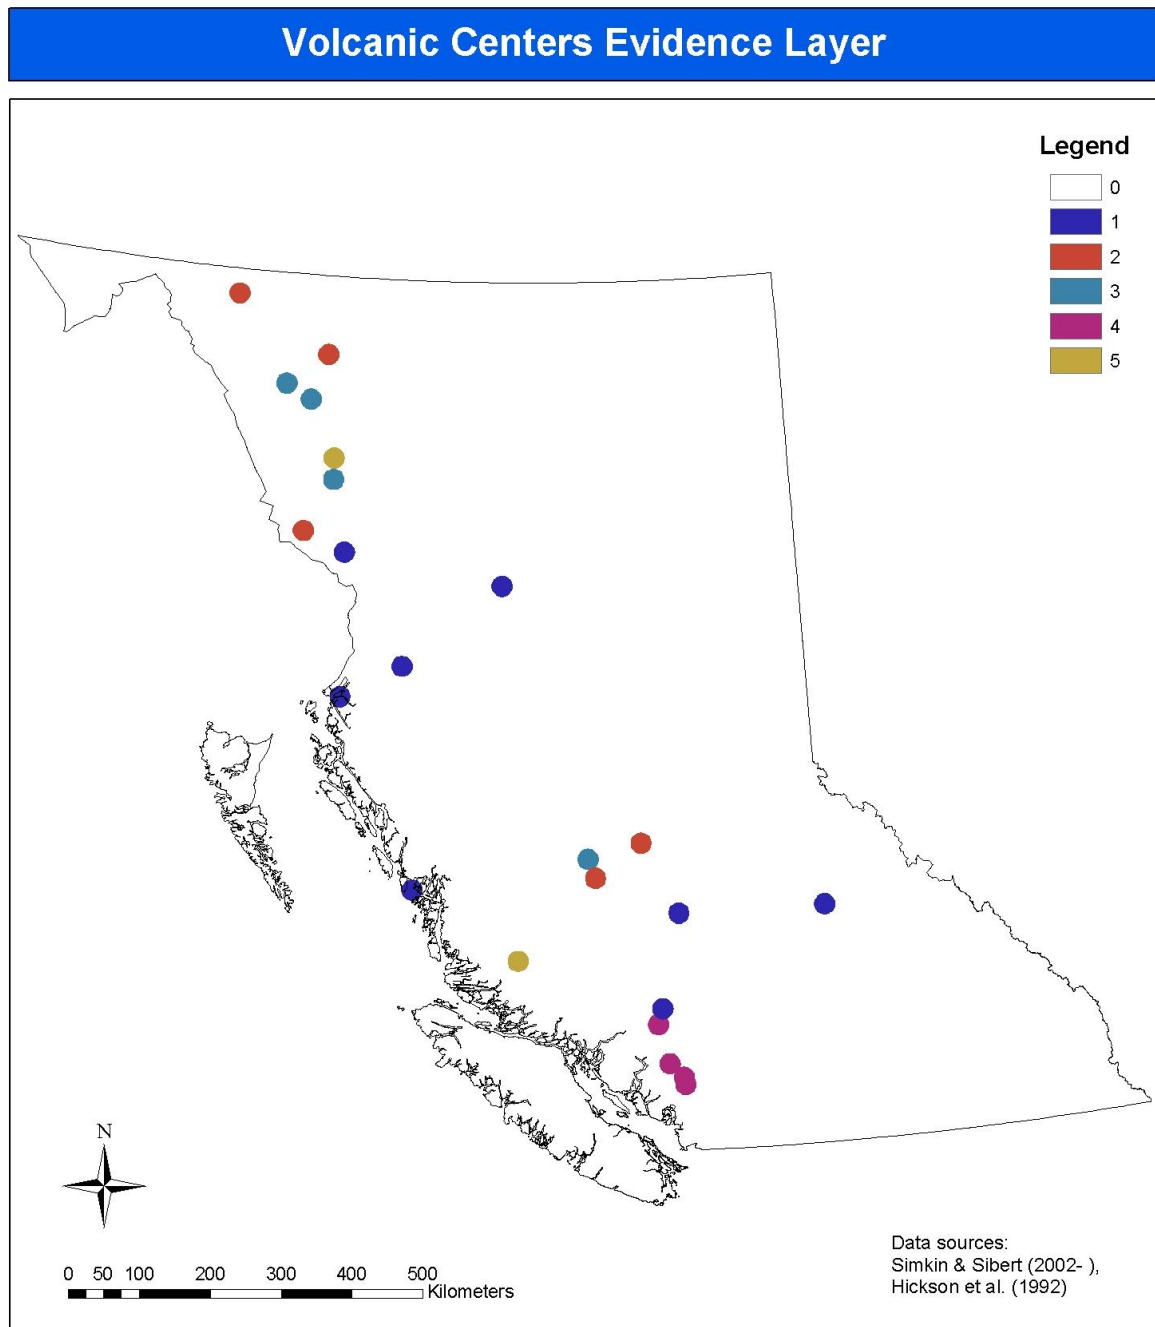 Volcanic Centers Evidence Layer
Legend
0
1
2
3
4
5
N
0 50 100 200 300 400 500
Kilometers
Data sources:
Simkin & Sibert (2002- ),
Hickson et al. (1992)